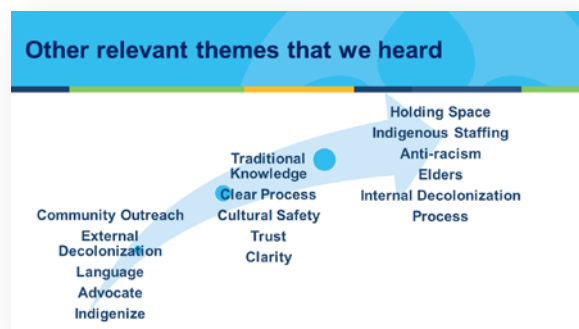 Other relevant themes that we heard
Community Outreach
External
Decolonization
Language
Advocate
Indigenize
Traditional
Knowledge
Clear Process
Cultural Safety
Trust
Clarity
Holding Space
Indigenous Staffing
Anti-racism
Elders
Internal Decolonization
Process